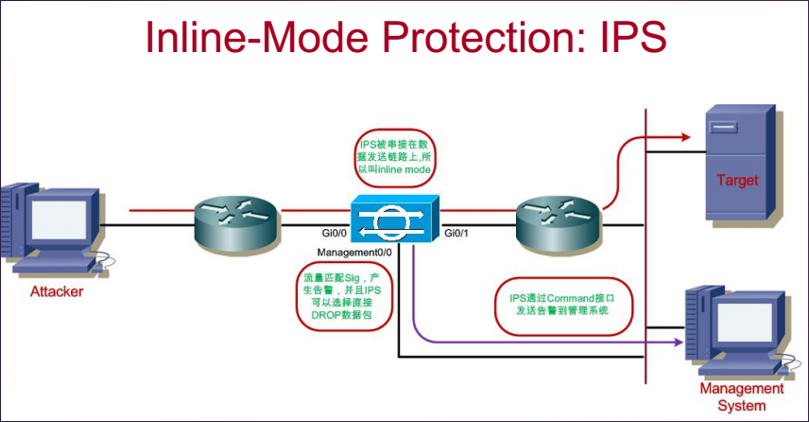 Inline-Mode Protection: IPS
IPS被串接在数
据发送链路上,所
以叫inline mode
Target
Gi0/0
Gi0/1
Management0/0
Attacker
流量匹配Sig，产
生告警，并且IPS
可以选择直接
DROP数据包
IPS通过Command接口
发送告警到管理系统
Management
System